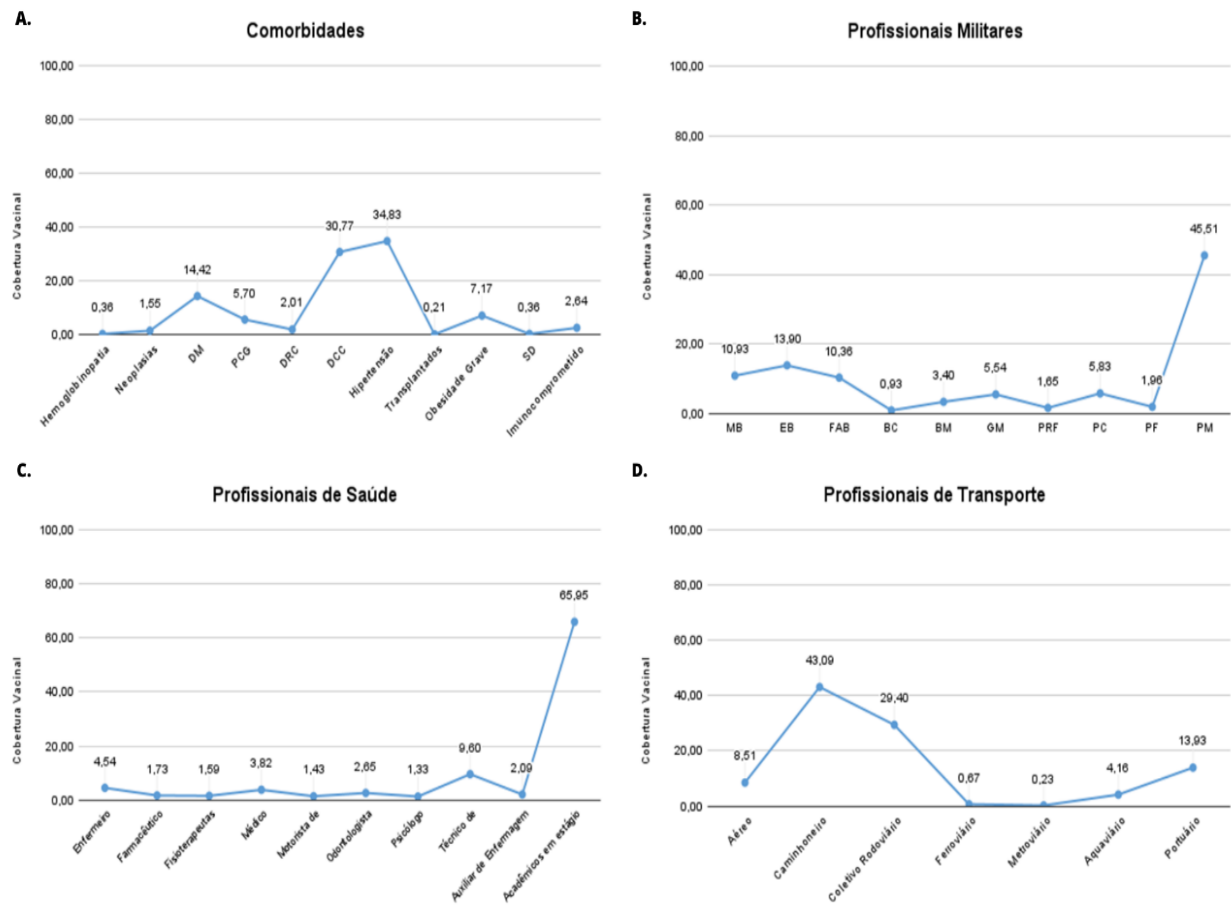 A.
Comorbidades
Cobertura Vacinal
100,00
80,00
60,00
40,00
20,00
0,00
0,36
1,55
14,42
5,70
2,01
30,77
34,83
0,21
7,17
0,36
2,64
Hemoglobinopatia
Neoplasias
DM
PCG
DRC
DCC
Hipertensão
Transplantados
Obesidade Grave
SD
Imunocomprometido
B.
Profissionais Militares
Cobertura Vacinal
100,00
80,00
60,00
40,00
20,00
0,00
10,93
13,90
10,36
0,93
3,40
5,54
1,65
5,83
1,96
45,51
MB
EB
FAB
BC
BM
GM
PRF
PC
PF
PM
C.
Profissionais de Saúde
Cobertura Vacinal
100,00
80,00
60,00
40,00
20,00
0,00
4,54
1,73
1,59
3,82
1,43
2,65
1,33
9,60
2,09
65,95
Enfermeiro
Farmacêutico
Fisioterapeutas
Médico
Motorista de
Odontologista
Psicólogo
Técnico de
Auxiliar de Enfermagem
Acadêmicos em estágio
D.
Profissionais de Transporte
Cobertura Vacinal
100,00
80,00
60,00
40,00
20,00
0,00
8,51
43,09
29,40
0,67
0,23
4,16
13,93
Aéreo
Caminhoneiro
Coletivo Rodoviário
Ferroviário
Metroviário
Aquaviário
Portuário